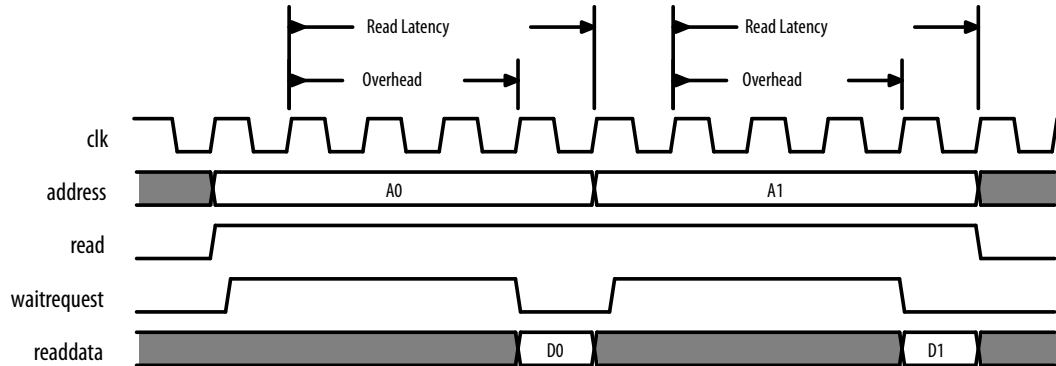 Read Latency Read Latency
Overhead Overhead
clk
address A0 A1
read
waitrequest
readdata D0 D1